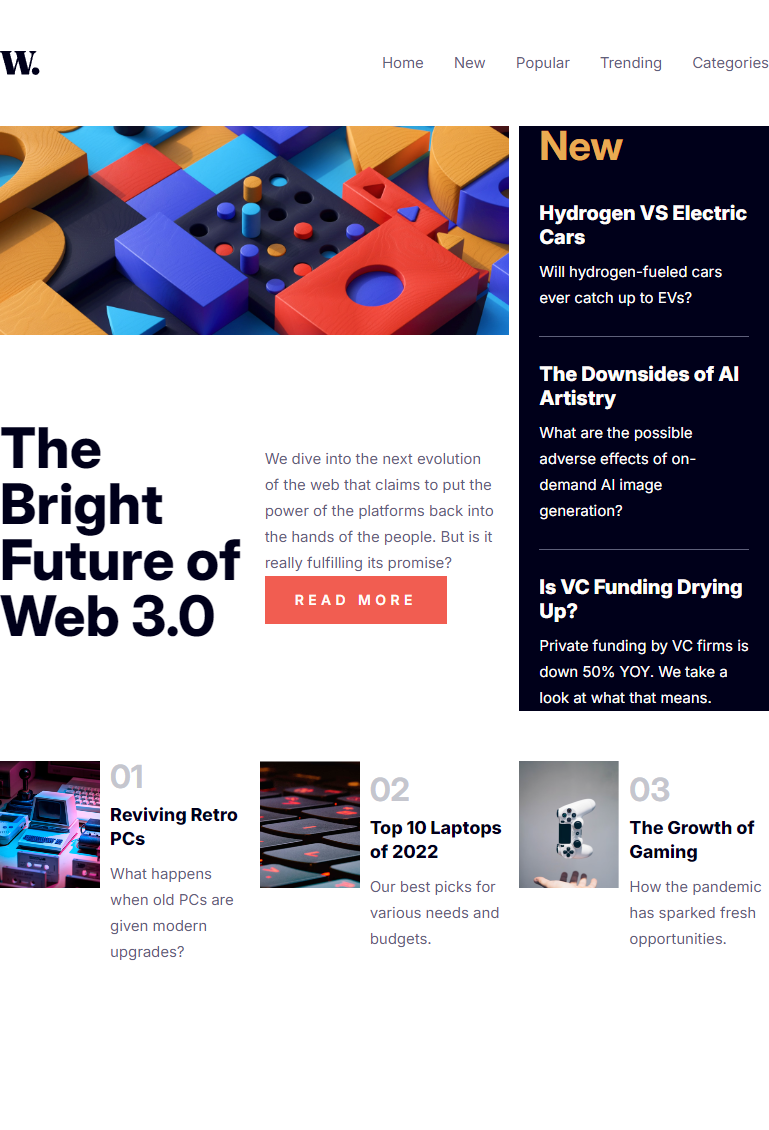 W.
Home New Popular Trending Categories
New
Hydrogen VS Electric
Cars
Will hydrogen-fueled cars
ever catch up to EVs?
The Downsides of AI
Artistry
What are the possible
adverse effects of on-
demand AI image
generation?
Is VC Funding Drying
Up?
Private funding by VC firms is
down 50% YOY. We take a
look at what that means.
The
Bright
Future of
Web 3.0
We dive into the next evolution
of the web that claims to put the
power of the platforms back into
the hands of the people. But is it
really fulfilling its promise?
READ MORE
01
Reviving Retro
PCs
What happens
when old PCs are
given modern
upgrades?
02
Top 10 Laptops
of 2022
Our best picks for
various needs and
budgets.
03
The Growth of
Gaming
How the pandemic
has sparked fresh
opportunities.